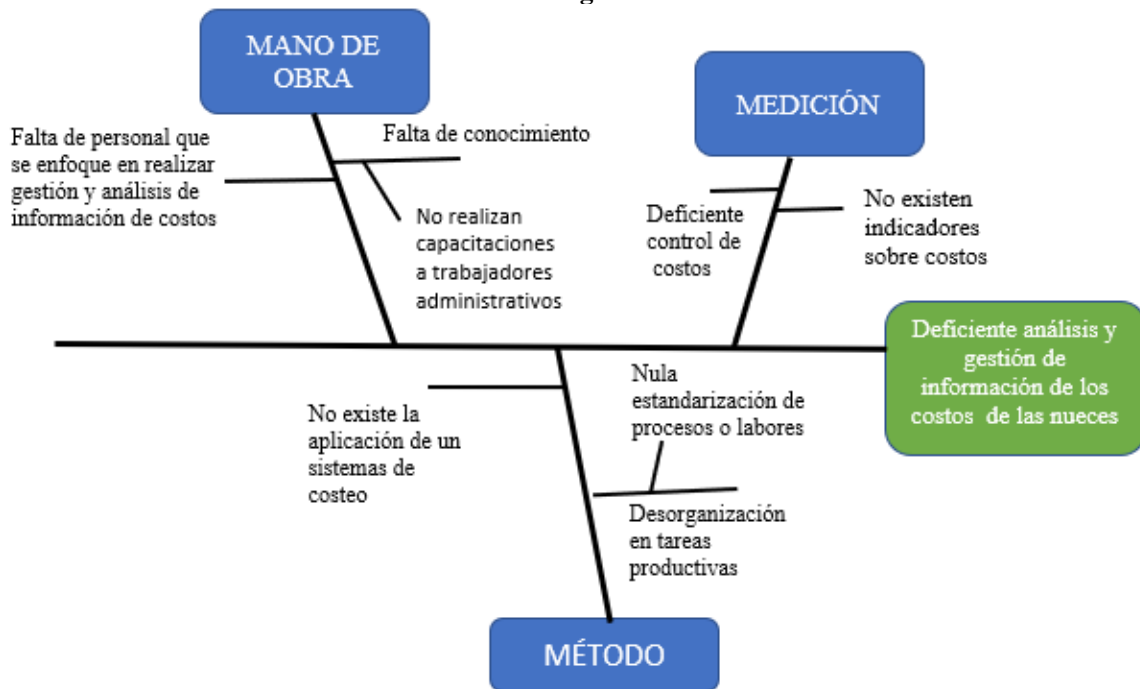 MANO DE
OBRA
MEDICIÓN
Falta de personal que
se enfoque en realizar
gestión y análisis de
información de costos
Falta de conocimiento
No realizan
capacitaciones
a trabajadores
administrativos
Deficiente
control de
costos
No existen
indicadores
sobre costos
Deficiente análisis y
gestión de
información de los
costos de las nueces
No existe la
aplicación de un
sistemas de
costeo
Nula
estandarización de
procesos o labores
Desorganización
en tareas
productivas
MÉTODO